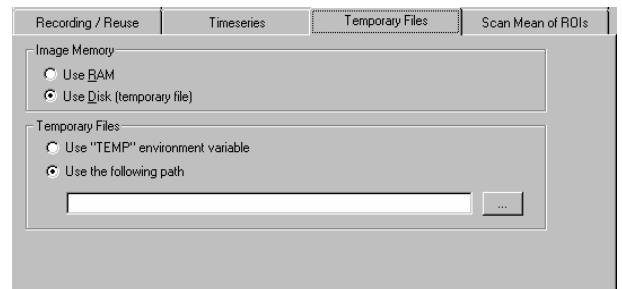 Recording / Reuse
Timeseries
Temporary Files
Scan Mean of ROIs
Image Memory
Use RAM
Use Disk (temporary file)
Temporary Files
Use "TEMP" environment variable
Use the following path
...